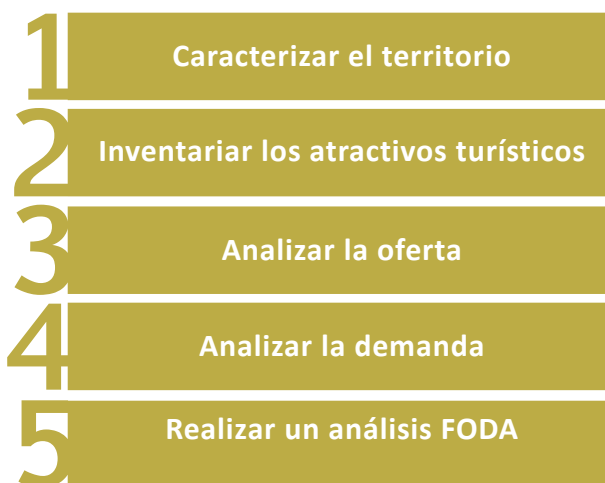 1 Caracterizar el territorio
2 Inventariar los atractivos turísticos
3 Analizar la oferta
4 Analizar la demanda
5 Realizar un análisis FODA